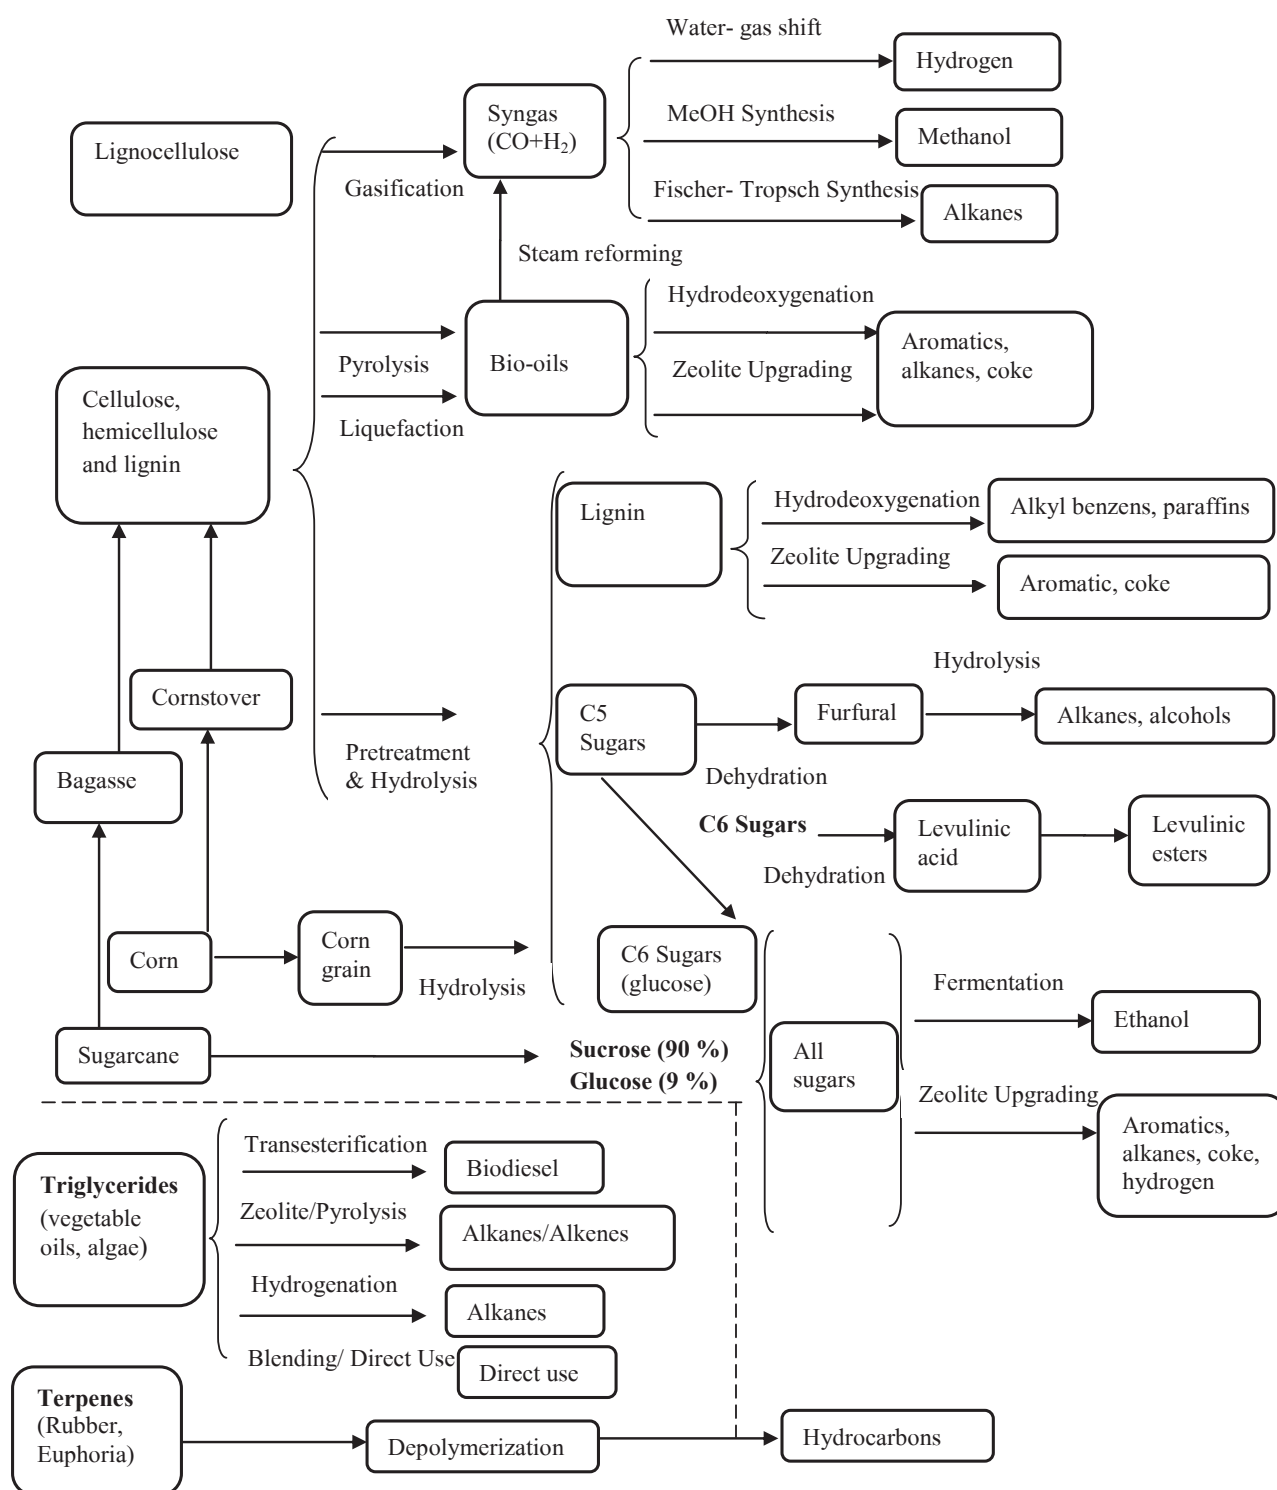 Water- gas shift
Hydrogen
Syngas
(CO+H₂)
MeOH Synthesis
Methanol
Lignocellulose
Gasification
Fischer- Tropsch Synthesis
Alkanes
Steam reforming
Hydrodeoxygenation
Bio-oils
Aromatics,
alkanes, coke
Pyrolysis
Zeolite Upgrading
Liquefaction
Cellulose,
hemicellulose
and lignin
Lignin
Hydrodeoxygenation
Alkyl benzens, paraffins
Zeolite Upgrading
Aromatic, coke
Hydrolysis
Cornstover
C5
Sugars
Furfural
Alkanes, alcohols
Bagasse
Pretreatment
& Hydrolysis
Dehydration
C6 Sugars
Levulinic
acid
Levulinic
esters
Dehydration
Corn
Corn
grain
Hydrolysis
C6 Sugars
(glucose)
Fermentation
Ethanol
Sugarcane
Sucrose (90 %)
Glucose (9 %)
All
sugars
Zeolite Upgrading
Aromatics,
alkanes, coke,
hydrogen
Triglycerides
(vegetable
oils, algae)
Transesterification
Biodiesel
Zeolite/Pyrolysis
Alkanes/Alkenes
Hydrogenation
Alkanes
Blending/ Direct Use
Direct use
Terpenes
(Rubber,
Euphoria)
Depolymerization
Hydrocarbons